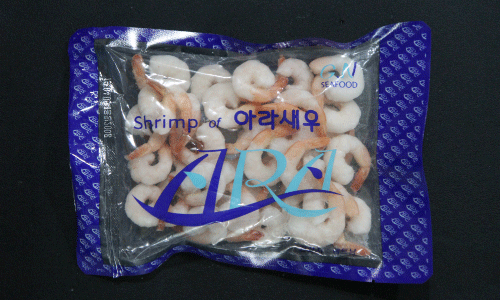 SEAFOOD
Shrimp of 아라새우
ARA